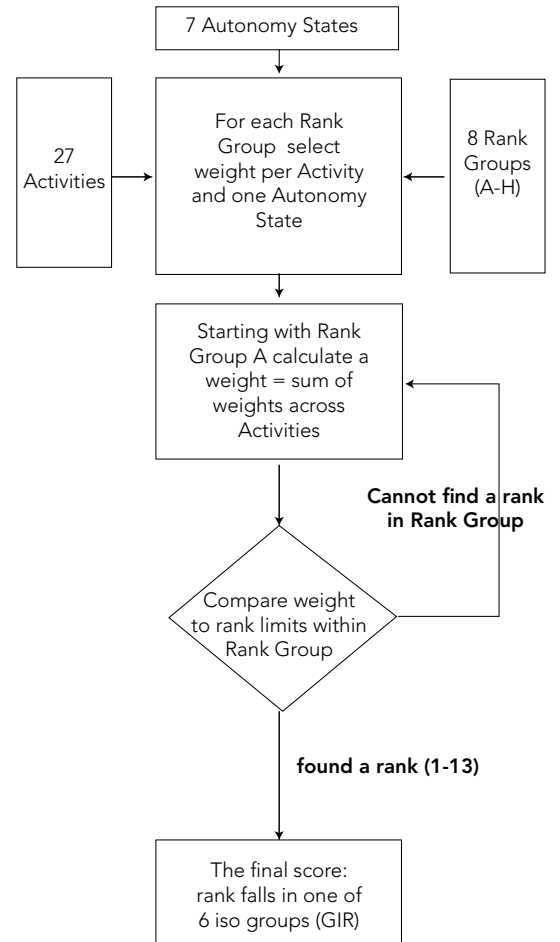 7 Autonomy States
27
Activities
For each Rank
Group select
weight per Activity
and one Autonomy
State
8 Rank
Groups
(A-H)
Starting with Rank
Group A calculate a
weight = sum of
weights across
Activities
Cannot find a rank
in Rank Group
Compare weight
to rank limits within
Rank Group
found a rank (1-13)
The final score:
rank falls in one of
6 iso groups (GIR)